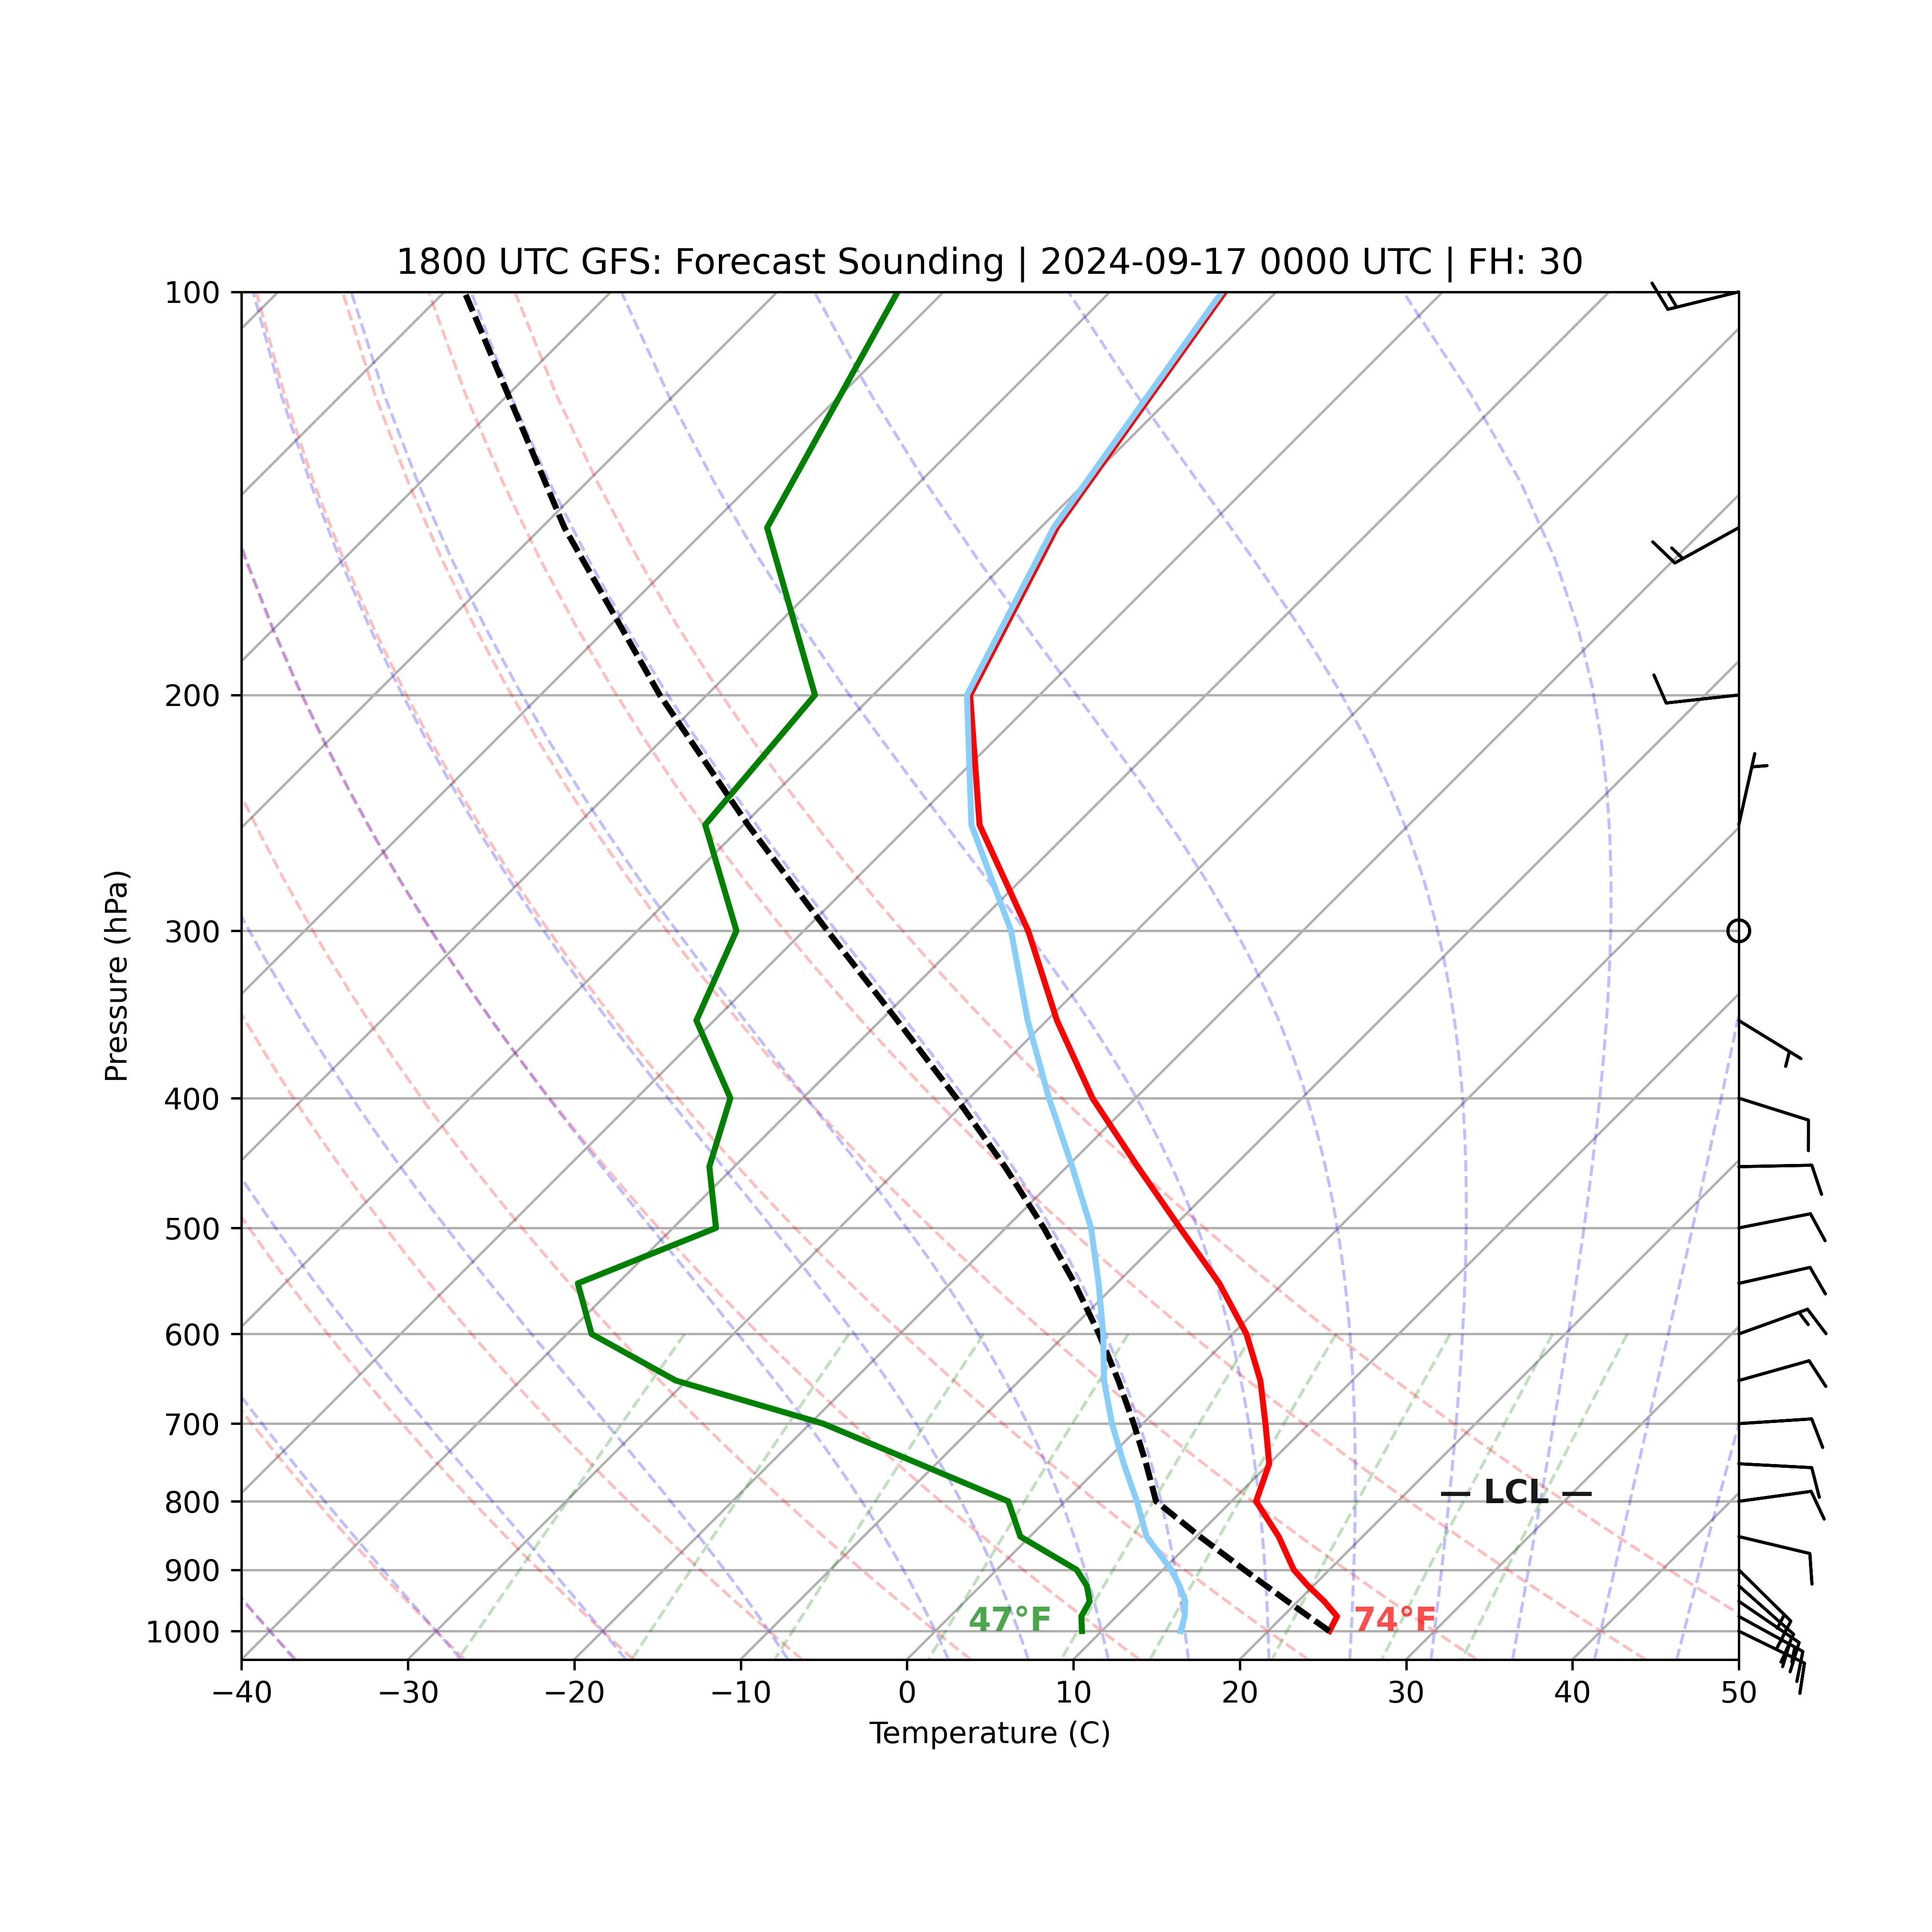 1800 UTC GFS: Forecast Sounding | 2024-09-17 0000 UTC | FH: 30
100
200
300
400
500
600
700
800
900
1000
Pressure (hPa)
— LCL —
47°F
74°F
−40 −30 −20 −10 0 10 20 30 40 50
Temperature (C)